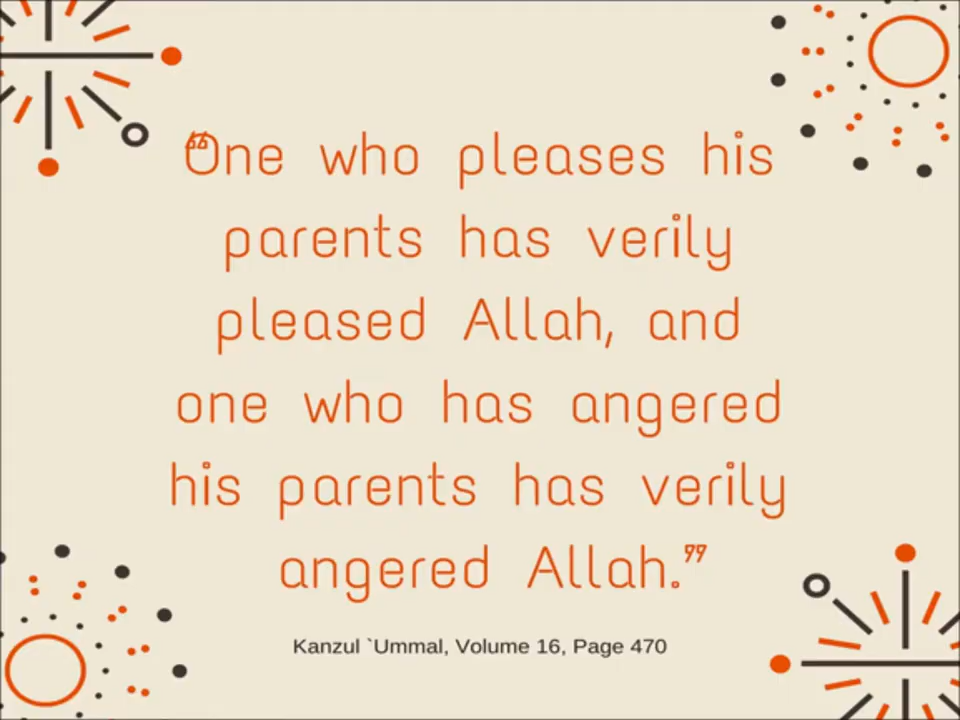 “One who pleases his
parents has verily
pleased Allah, and
one who has angered
his parents has verily
angered Allah.”
Kanzul `Ummal, Volume 16, Page 470